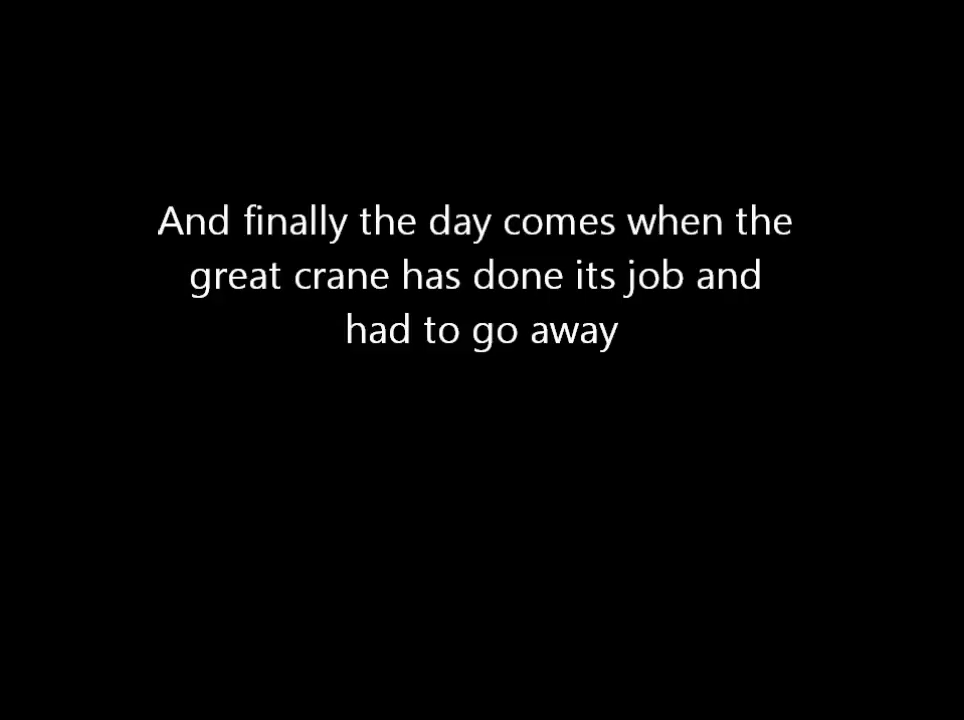 And finally the day comes when the
great crane has done its job and
had to go away